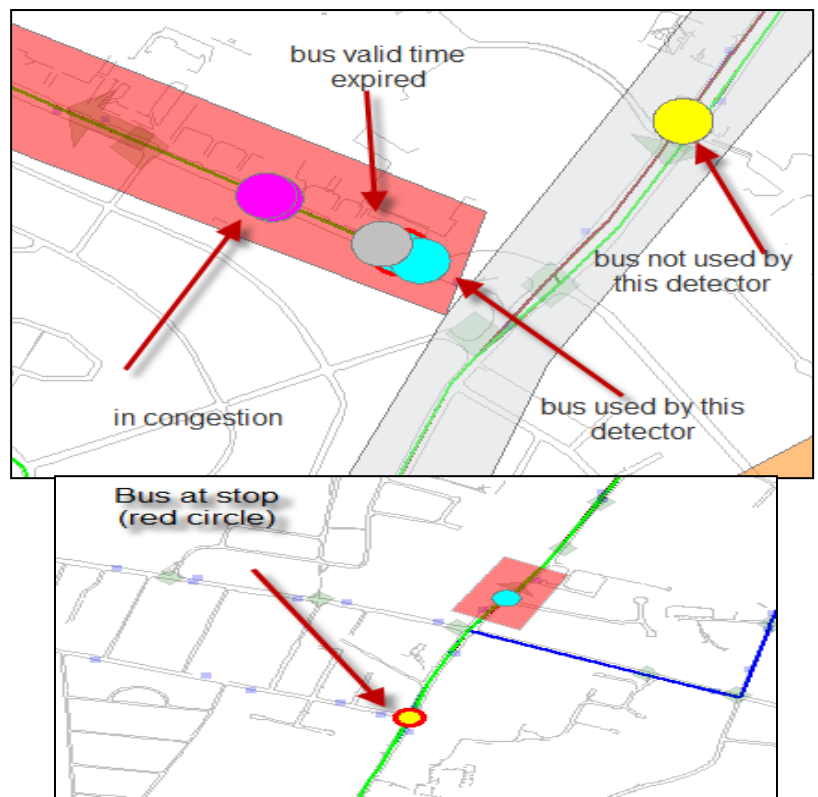 bus valid time
expired
bus not used by
this detector
in congestion
bus used by this
detector
Bus at stop
(red circle)